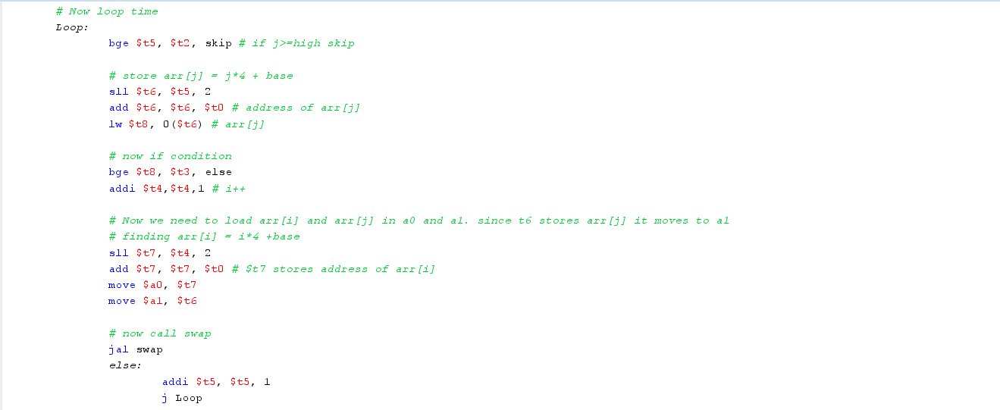 # Now loop time
Loop:
bge $t5, $t2, skip # if j>=high skip
# store arr[j] = j*4 + base
sll $t6, $t5, 2
add $t6, $t6, $t0 # address of arr[j]
lw $t8, 0($t6) # arr[j]
# now if condition
bge $t8, $t3, else
addi $t4,$t4,1 # i++
# Now we need to load arr[i] and arr[j] in a0 and a1. since t6 stores arr[j] it moves to a1
# finding arr[i] = i*4 +base
sll $t7, $t4, 2
add $t7, $t7, $t0 # $t7 stores address of arr[i]
move $a0, $t7
move $a1, $t6
# now call swap
jal swap
else:
addi $t5, $t5, 1
j Loop